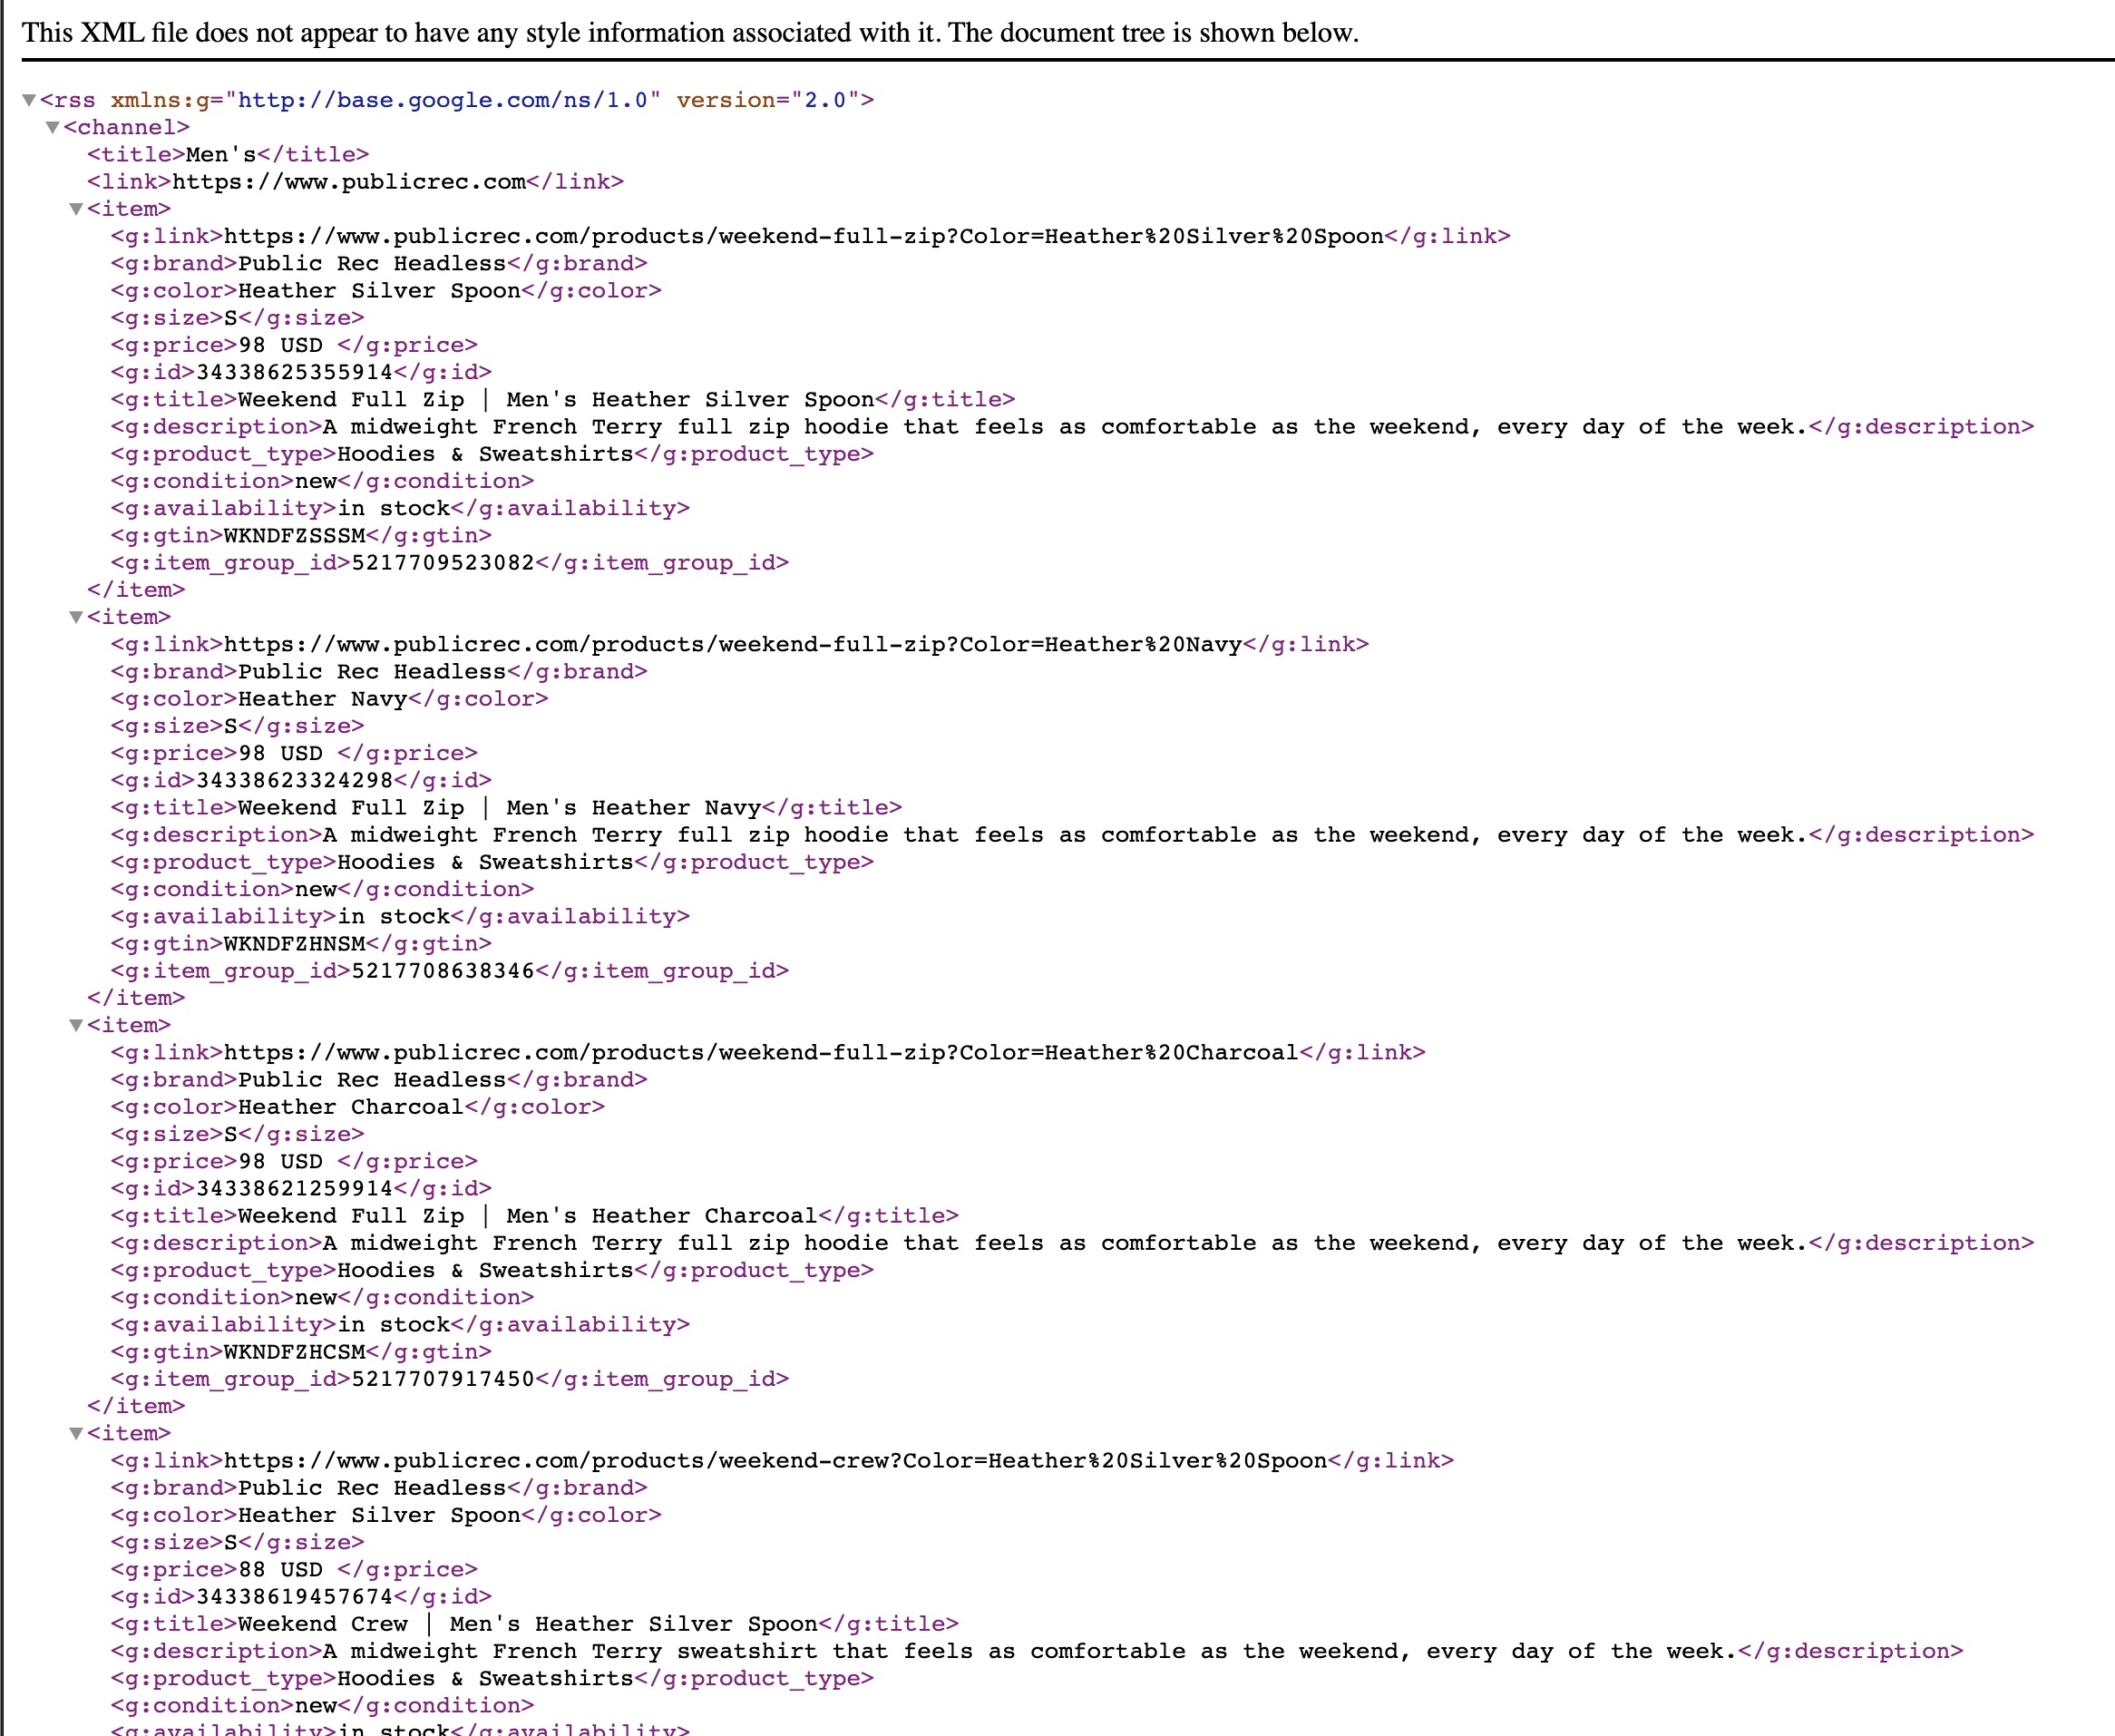 This XML file does not appear to have any style information associated with it. The document tree is shown below.
<rss xmlns:g="http://base.google.com/ns/1.0" version="2.0">
<channel>
<title>Men's</title>
<link>https://www.publicrec.com</link>
<item>
<g:link>https://www.publicrec.com/products/weekend-full-zip?Color=Heather%20Silver%20Spoon</g:link>
<g:brand>Public Rec Headless</g:brand>
<g:color>Heather Silver Spoon</g:color>
<g:size>S</g:size>
<g:price>98 USD </g:price>
<g:id>34338625355914</g:id>
<g:title>Weekend Full Zip | Men's Heather Silver Spoon</g:title>
<g:description>A midweight French Terry full zip hoodie that feels as comfortable as the weekend, every day of the week.</g:description>
<g:product_type>Hoodies & Sweatshirts</g:product_type>
<g:condition>new</g:condition>
<g:availability>in stock</g:availability>
<g:gtin>WKNDFZSSSM</g:gtin>
<g:item_group_id>5217709523082</g:item_group_id>
</item>
<item>
<g:link>https://www.publicrec.com/products/weekend-full-zip?Color=Heather%20Navy</g:link>
<g:brand>Public Rec Headless</g:brand>
<g:color>Heather Navy</g:color>
<g:size>S</g:size>
<g:price>98 USD </g:price>
<g:id>34338623324298</g:id>
<g:title>Weekend Full Zip | Men's Heather Navy</g:title>
<g:description>A midweight French Terry full zip hoodie that feels as comfortable as the weekend, every day of the week.</g:description>
<g:product_type>Hoodies & Sweatshirts</g:product_type>
<g:condition>new</g:condition>
<g:availability>in stock</g:availability>
<g:gtin>WKNDFZHNSM</g:gtin>
<g:item_group_id>5217708638346</g:item_group_id>
</item>
<item>
<g:link>https://www.publicrec.com/products/weekend-full-zip?Color=Heather%20Charcoal</g:link>
<g:brand>Public Rec Headless</g:brand>
<g:color>Heather Charcoal</g:color>
<g:size>S</g:size>
<g:price>98 USD </g:price>
<g:id>34338621259914</g:id>
<g:title>Weekend Full Zip | Men's Heather Charcoal</g:title>
<g:description>A midweight French Terry full zip hoodie that feels as comfortable as the weekend, every day of the week.</g:description>
<g:product_type>Hoodies & Sweatshirts</g:product_type>
<g:condition>new</g:condition>
<g:availability>in stock</g:availability>
<g:gtin>WKNDFZHCSM</g:gtin>
<g:item_group_id>5217707917450</g:item_group_id>
</item>
<item>
<g:link>https://www.publicrec.com/products/weekend-crew?Color=Heather%20Silver%20Spoon</g:link>
<g:brand>Public Rec Headless</g:brand>
<g:color>Heather Silver Spoon</g:color>
<g:size>S</g:size>
<g:price>88 USD </g:price>
<g:id>34338619457674</g:id>
<g:title>Weekend Crew | Men's Heather Silver Spoon</g:title>
<g:description>A midweight French Terry sweatshirt that feels as comfortable as the weekend, every day of the week.</g:description>
<g:product_type>Hoodies & Sweatshirts</g:product_type>
<g:condition>new</g:condition>
<g:availability>in stock</g:availability>